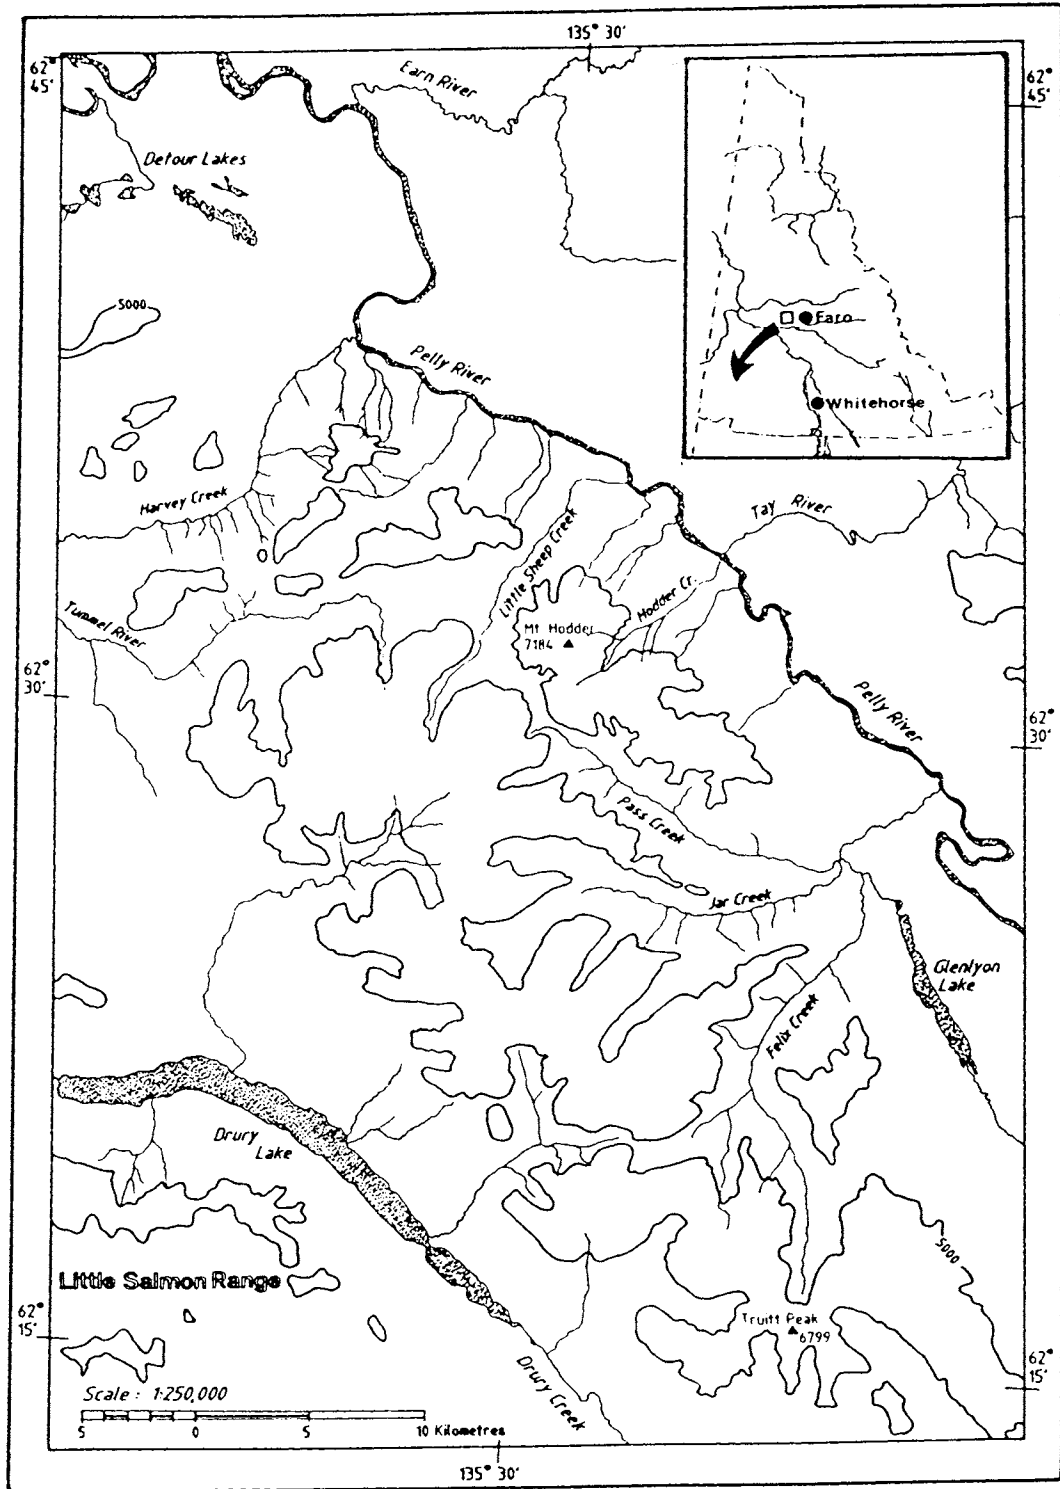 135° 30'
62°
45'
Earn River
62°
45'
Detour Lakes
5000
Faro
Pelly River
Whitehorse
Harvey Creek
Tay River
Little Sheep Creek
Hodder Cr.
Tummel River
Mt Hodder
7184
62°
30'
Pelly River
62°
30'
Pass Creek
Jar Creek
Glenlyon
Lake
Felix Creek
Drury
Lake
5000
Little Salmon Range
62°
15'
Truitt Peak
6799
62°
15'
Scale : 1:250,000
Drury Creek
5 0 5 10 Kilometres
135° 30'